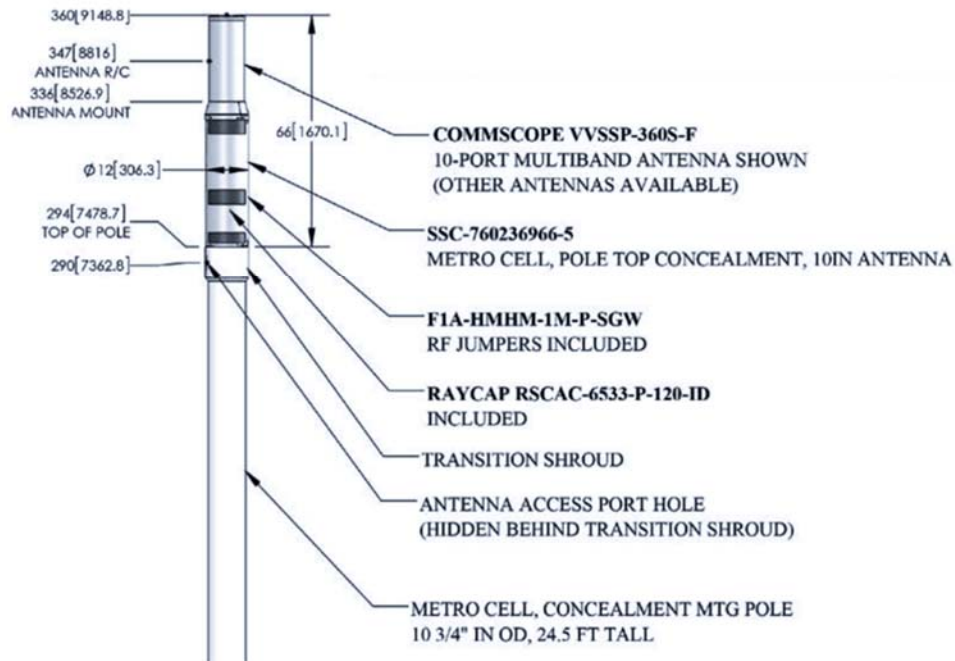 360[9148.8]
347[8816]
ANTENNA R/C
336[8526.9]
ANTENNA MOUNT
66[1670.1]
COMMSCOPE VVSSP-360S-F
10-PORT MULTIBAND ANTENNA SHOWN
(OTHER ANTENNAS AVAILABLE)
Ø12[306.3]
294[7478.7]
TOP OF POLE
SSC-760236966-5
METRO CELL, POLE TOP CONCEALMENT, 10IN ANTENNA
290[7362.8]
F1A-HMHM-1M-P-SGW
RF JUMPERS INCLUDED
RAYCAP RSCAC-6533-P-120-ID
INCLUDED
TRANSITION SHROUD
ANTENNA ACCESS PORT HOLE
(HIDDEN BEHIND TRANSITION SHROUD)
METRO CELL, CONCEALMENT MTG POLE
10 3/4" IN OD, 24.5 FT TALL